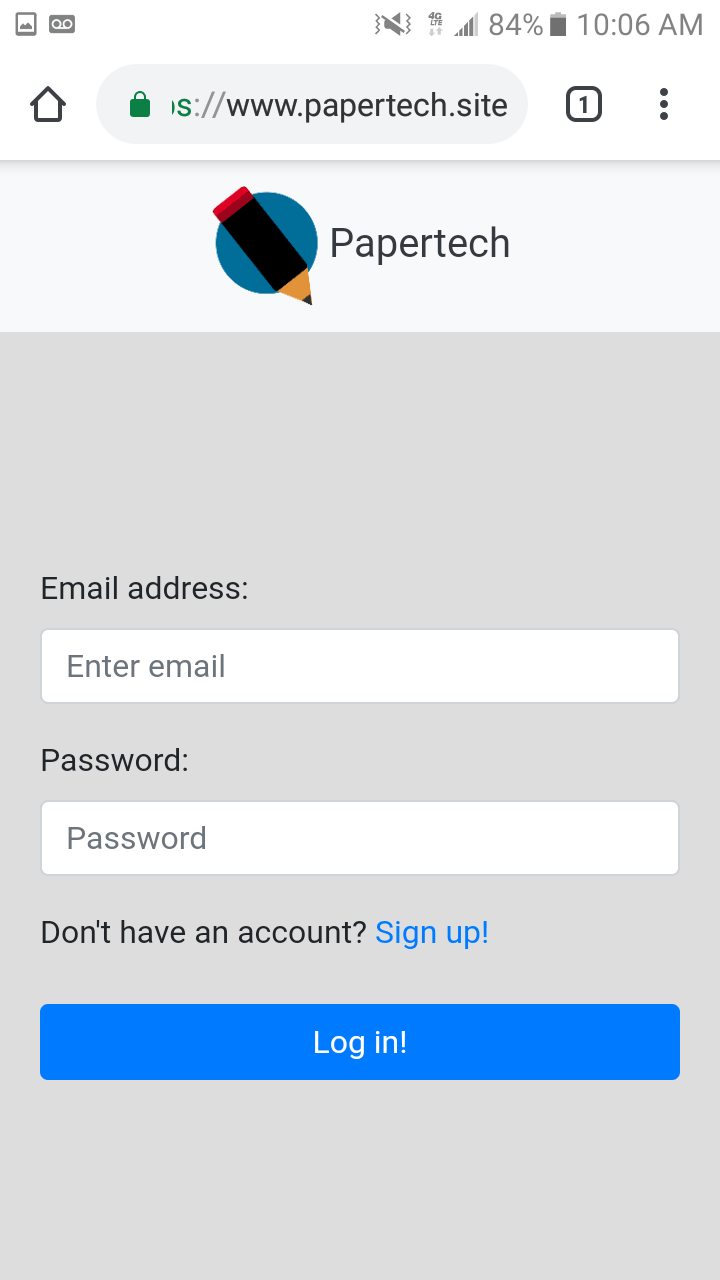 4G LTE 84% 10:06 AM
s://www.papertech.site 1
Papertech
Email address:
Enter email
Password:
Password
Don't have an account? Sign up!
Log in!